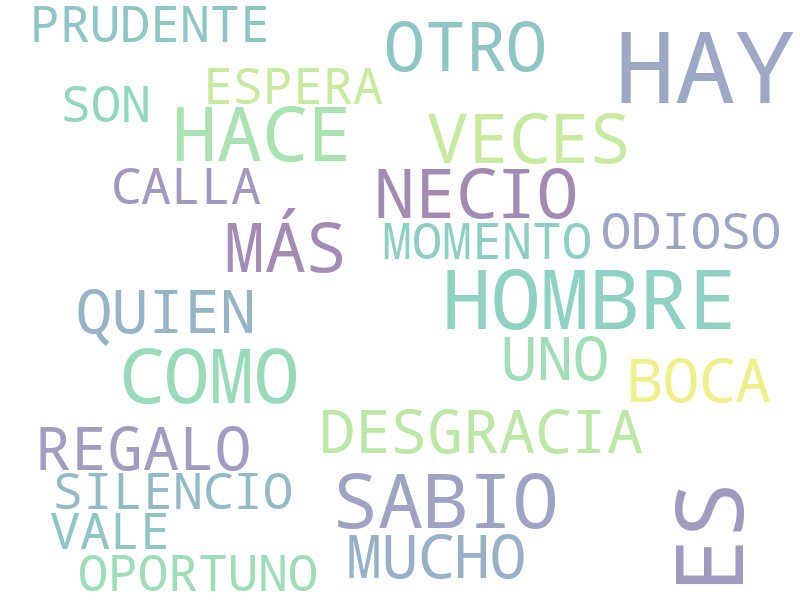 PRUDENTE
OTRO
HAY
ESPERA
SON
HACE
VECES
CALLA
NECIO
MÁS
MOMENTO
ODIOSO
HOMBRE
QUIEN
UNO
COMO
BOCA
DESGRACIA
REGALO
SILENCIO
SABIO
ES
VALE
MUCHO
OPORTUNO